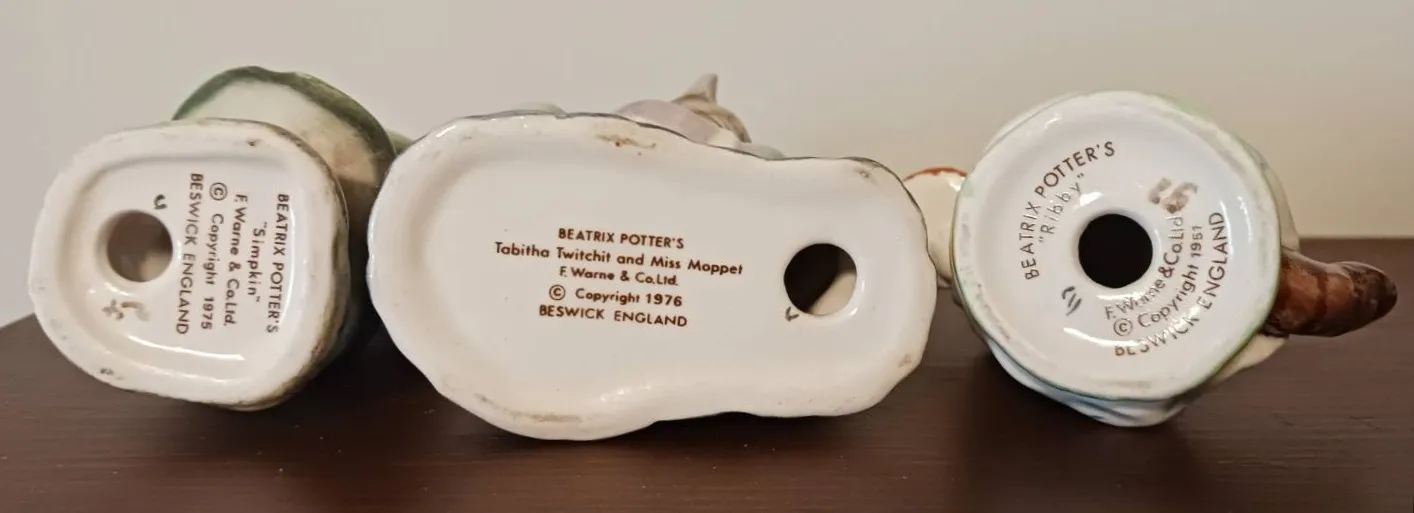 BEATRIX POTTER'S
"Simpkin"
F. Warne & Co.Ltd.
© Copyright 1975
BESWICK ENGLAND
BEATRIX POTTER'S
Tabitha Twitchit and Miss Moppet
F. Warne & Co.Ltd.
© Copyright 1976
BESWICK ENGLAND
BEATRIX POTTER'S
"Ribby"
F. Warne & Co.Ltd
© Copyright 1951
BESWICK ENGLAND